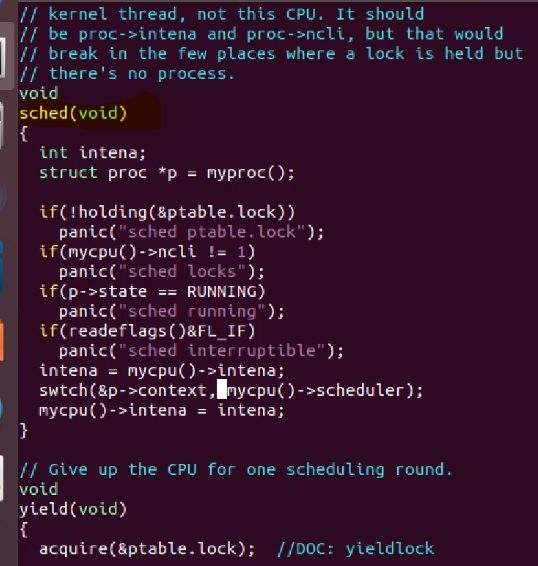 // kernel thread, not this CPU. It should
// be proc->intena and proc->ncli, but that would
// break in the few places where a lock is held but
// there's no process.
void
sched(void)
{
  int intena;
  struct proc *p = myproc();

  if(!holding(&ptable.lock))
    panic("sched ptable.lock");
  if(mycpu()->ncli != 1)
    panic("sched locks");
  if(p->state == RUNNING)
    panic("sched running");
  if(readeflags()&FL_IF)
    panic("sched interruptible");
  intena = mycpu()->intena;
  swtch(&p->context, mycpu()->scheduler);
  mycpu()->intena = intena;
}

// Give up the CPU for one scheduling round.
void
yield(void)
{
  acquire(&ptable.lock);  //DOC: yieldlock